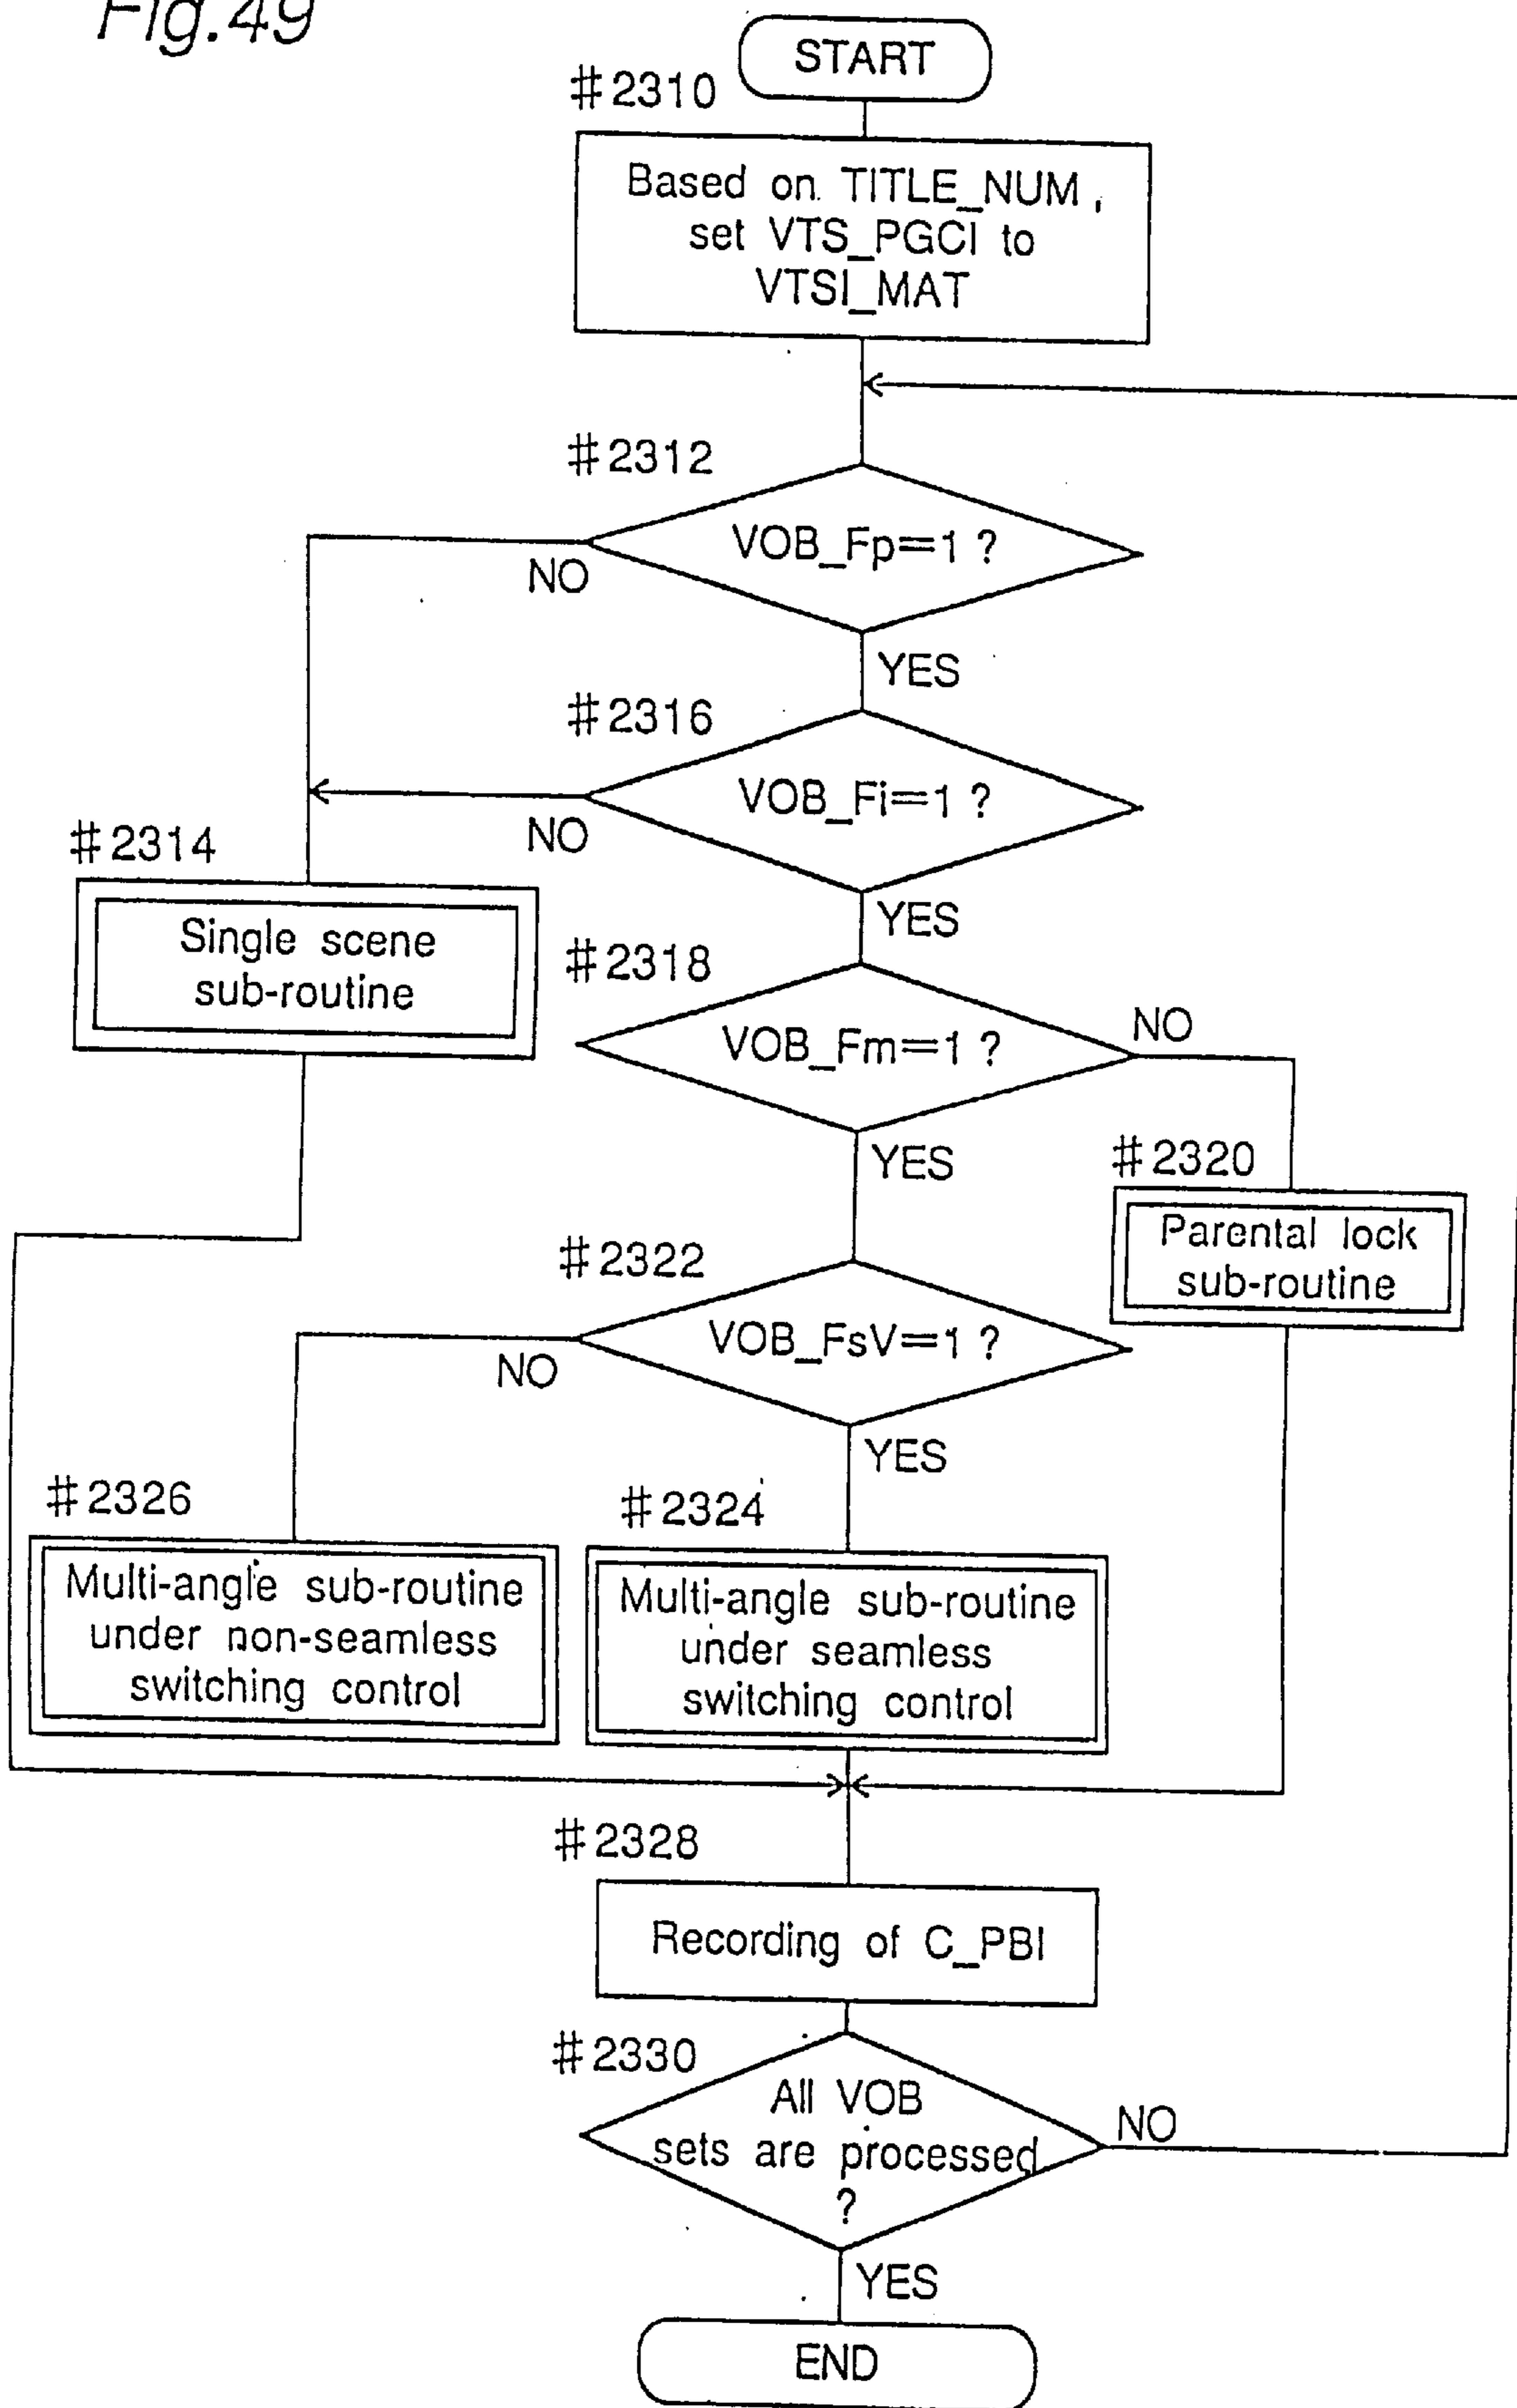 Fig.49
START
#2310
Based on TITLE_NUM,
set VTS_PGCI to
VTSI_MAT
#2312
VOB_Fp=1 ?
NO
YES
#2316
VOB_Fi=1 ?
NO
YES
#2314
Single scene
sub-routine
#2318
VOB_Fm=1 ?
NO
YES
#2320
Parental lock
sub-routine
#2322
VOB_FsV=1 ?
NO
YES
#2326
Multi-angle sub-routine
under non-seamless
switching control
#2324
Multi-angle sub-routine
under seamless
switching control
#2328
Recording of C_PBI
#2330
All VOB
sets are processed
?
NO
YES
END